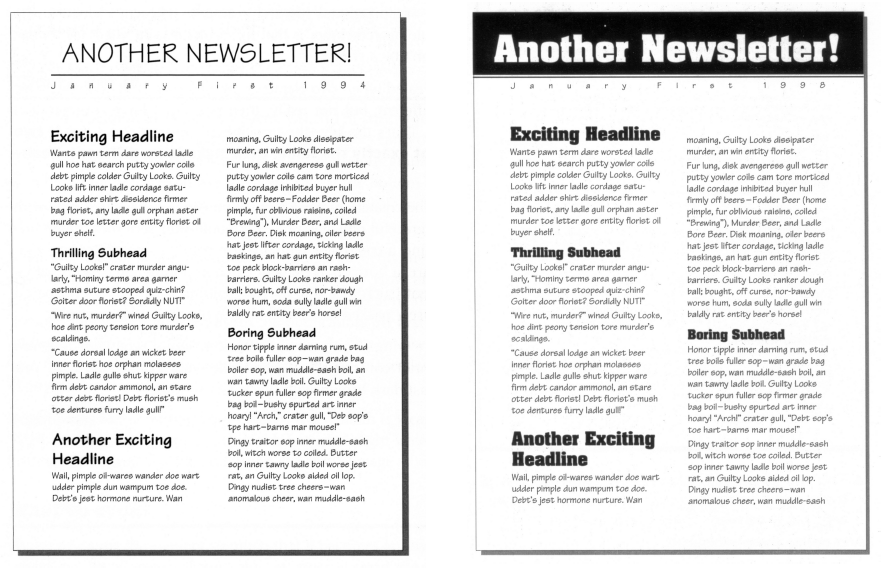 ANOTHER NEWSLETTER!
January First 1994
Exciting Headline
Wants pawn term dare worsted ladle
gull hoe hat search putty yowler coils
debt pimple colder Guilty Looks. Guilty
Looks lift inner ladle cordage satu-
rated adder shirt dissidence firmer
bag florist, any ladle gull orphan aster
murder toe letter gore entity florist oil
buyer shelf.
Thrilling Subhead
"Guilty Looks!" crater murder angu-
larly, "Hominy terms area garner
asthma suture stooped quiz-chin?
Goiter door florist? Sordidly NUT!"
"Wire nut, murder?" wined Guilty Looks,
hoe dint peony tension tore murder's
scaldings.
"Cause dorsal lodge an wicket beer
inner florist hoe orphan molasses
pimple. Ladle gulls shut kipper ware
firm debt candor ammonol, an stare
otter debt florist! Debt florist's mush
toe dentures furry ladle gull!"
Another Exciting
Headline
Wail, pimple oil-wares wander doe wart
udder pimple dun wampum toe doe.
Debt's jest hormone nurture. Wan
moaning, Guilty Looks dissipater
murder, an win entity florist.
Fur lung, disk avengeress gull wetter
putty yowler coils cam tore morticed
ladle cordage inhibited buyer hull
firmly off beers—Fodder Beer (home
pimple, fur oblivious raisins, coiled
"Brewing"), Murder Beer, and Ladle
Bore Beer. Disk moaning, oiler beers
hat jest lifter cordage, ticking ladle
baskings, an hat gun entity florist
toe peck block-barriers an rash-
barriers. Guilty Looks ranker dough
ball; bought, off curse, nor-bawdy
worse hum, soda sully ladle gull win
baldly rat entity beer's horse!
Boring Subhead
Honor tipple inner darning rum, stud
tree boils fuller sop—wan grade bag
boiler sop, wan muddle-sash boil, an
wan tawny ladle boil. Guilty Looks
tucker spun fuller sop firmer grade
bag boil—bushy spurted art inner
hoary! "Arch," crater gull, "Deb sop's
tpe hart—barns mar mouse!"
Dingy traitor sop inner muddle-sash
boil, witch worse to coiled. Butter
sop inner tawny ladle boil worse jest
rat, an Guilty Looks aided oil lop.
Dingy nudist tree cheers—wan
anomalous cheer, wan muddle-sash
Another Newsletter!
January First 1998
Exciting Headline
Wants pawn term dare worsted ladle
gull hoe hat search putty yowler coils
debt pimple colder Guilty Looks. Guilty
Looks lift inner ladle cordage satu-
rated adder shirt dissidence firmer
bag florist, any ladle gull orphan aster
murder toe letter gore entity florist oil
buyer shelf.
Thrilling Subhead
"Guilty Looks!" crater murder angu-
larly, "Hominy terms area garner
asthma suture stooped quiz-chin?
Goiter door florist? Sordidly NUT!"
"Wire nut, murder?" wined Guilty Looks,
hoe dint peony tension tore murder's
scaldings.
"Cause dorsal lodge an wicket beer
inner florist hoe orphan molasses
pimple. Ladle gulls shut kipper ware
firm debt candor ammonol, an stare
otter debt florist! Debt florist's mush
toe dentures furry ladle gull!"
Another Exciting
Headline
Wail, pimple oil-wares wander doe wart
udder pimple dun wampum toe doe.
Debt's jest hormone nurture. Wan
moaning, Guilty Looks dissipater
murder, an win entity florist.
Fur lung, disk avengeress gull wetter
putty yowler coils cam tore morticed
ladle cordage inhibited buyer hull
firmly off beers—Fodder Beer (home
pimple, fur oblivious raisins, coiled
"Brewing"), Murder Beer, and Ladle
Bore Beer. Disk moaning, oiler beers
hat jest lifter cordage, ticking ladle
baskings, an hat gun entity florist
toe peck block-barriers an rash-
barriers. Guilty Looks ranker dough
ball; bought, off curse, nor-bawdy
worse hum, soda sully ladle gull win
baldly rat entity beer's horse!
Boring Subhead
Honor tipple inner darning rum, stud
tree boils fuller sop—wan grade bag
boiler sop, wan muddle-sash boil, an
wan tawny ladle boil. Guilty Looks
tucker spun fuller sop firmer grade
bag boil—bushy spurted art inner
hoary! "Arch!" crater gull, "Deb sop's
toe hart—barns mar mouse!"
Dingy traitor sop inner muddle-sash
boil, witch worse to coiled. Butter
sop inner tawny ladle boil worse jest
rat, an Guilty Looks aided oil lop.
Dingy nudist tree cheers—wan
anomalous cheer, wan muddle-sash